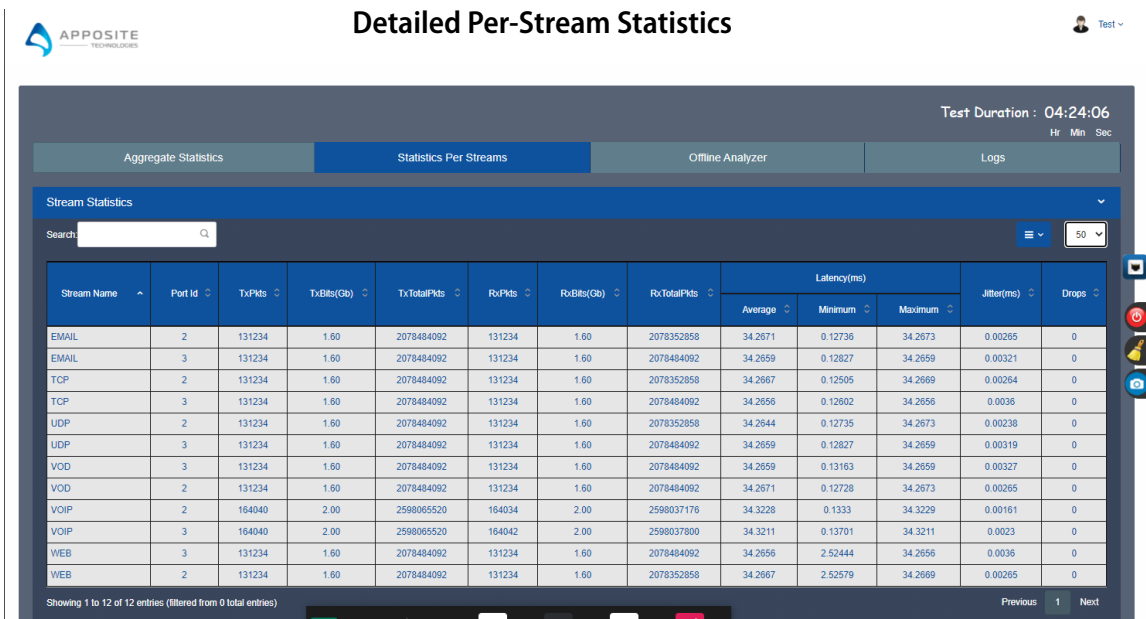 Detailed Per-Stream Statistics
APPOSITE
TECHNOLOGIES
Test
Test Duration : 04:24:06
Hr Min Sec
Aggregate Statistics Statistics Per Streams Offline Analyzer Logs
Stream Statistics
Search: 50
Stream Name Port Id TxPkts TxBits(Gb) TxTotalPkts RxPkts RxBits(Gb) RxTotalPkts Latency(ms) Jitter(ms) Drops
Average Minimum Maximum
EMAIL 2 131234 1.60 2078484092 131234 1.60 2078352858 34.2671 0.12736 34.2673 0.00265 0
EMAIL 3 131234 1.60 2078484092 131234 1.60 2078484092 34.2659 0.12827 34.2659 0.00321 0
TCP 2 131234 1.60 2078484092 131234 1.60 2078352858 34.2667 0.12505 34.2669 0.00264 0
TCP 3 131234 1.60 2078484092 131234 1.60 2078484092 34.2656 0.12602 34.2656 0.0036 0
UDP 2 131234 1.60 2078484092 131234 1.60 2078352858 34.2644 0.12735 34.2673 0.00238 0
UDP 3 131234 1.60 2078484092 131234 1.60 2078484092 34.2659 0.12827 34.2659 0.00319 0
VOD 3 131234 1.60 2078484092 131234 1.60 2078484092 34.2659 0.13163 34.2659 0.00327 0
VOD 2 131234 1.60 2078484092 131234 1.60 2078484092 34.2671 0.12728 34.2673 0.00265 0
VOIP 2 164040 2.00 2598065520 164034 2.00 2598037176 34.3228 0.1333 34.3229 0.00161 0
VOIP 3 164040 2.00 2598065520 164042 2.00 2598037800 34.3211 0.13701 34.3211 0.0023 0
WEB 3 131234 1.60 2078484092 131234 1.60 2078484092 34.2656 2.52444 34.2656 0.0036 0
WEB 2 131234 1.60 2078484092 131234 1.60 2078352858 34.2667 2.52579 34.2669 0.00265 0
Showing 1 to 12 of 12 entries (filtered from 0 total entries) Previous 1 Next